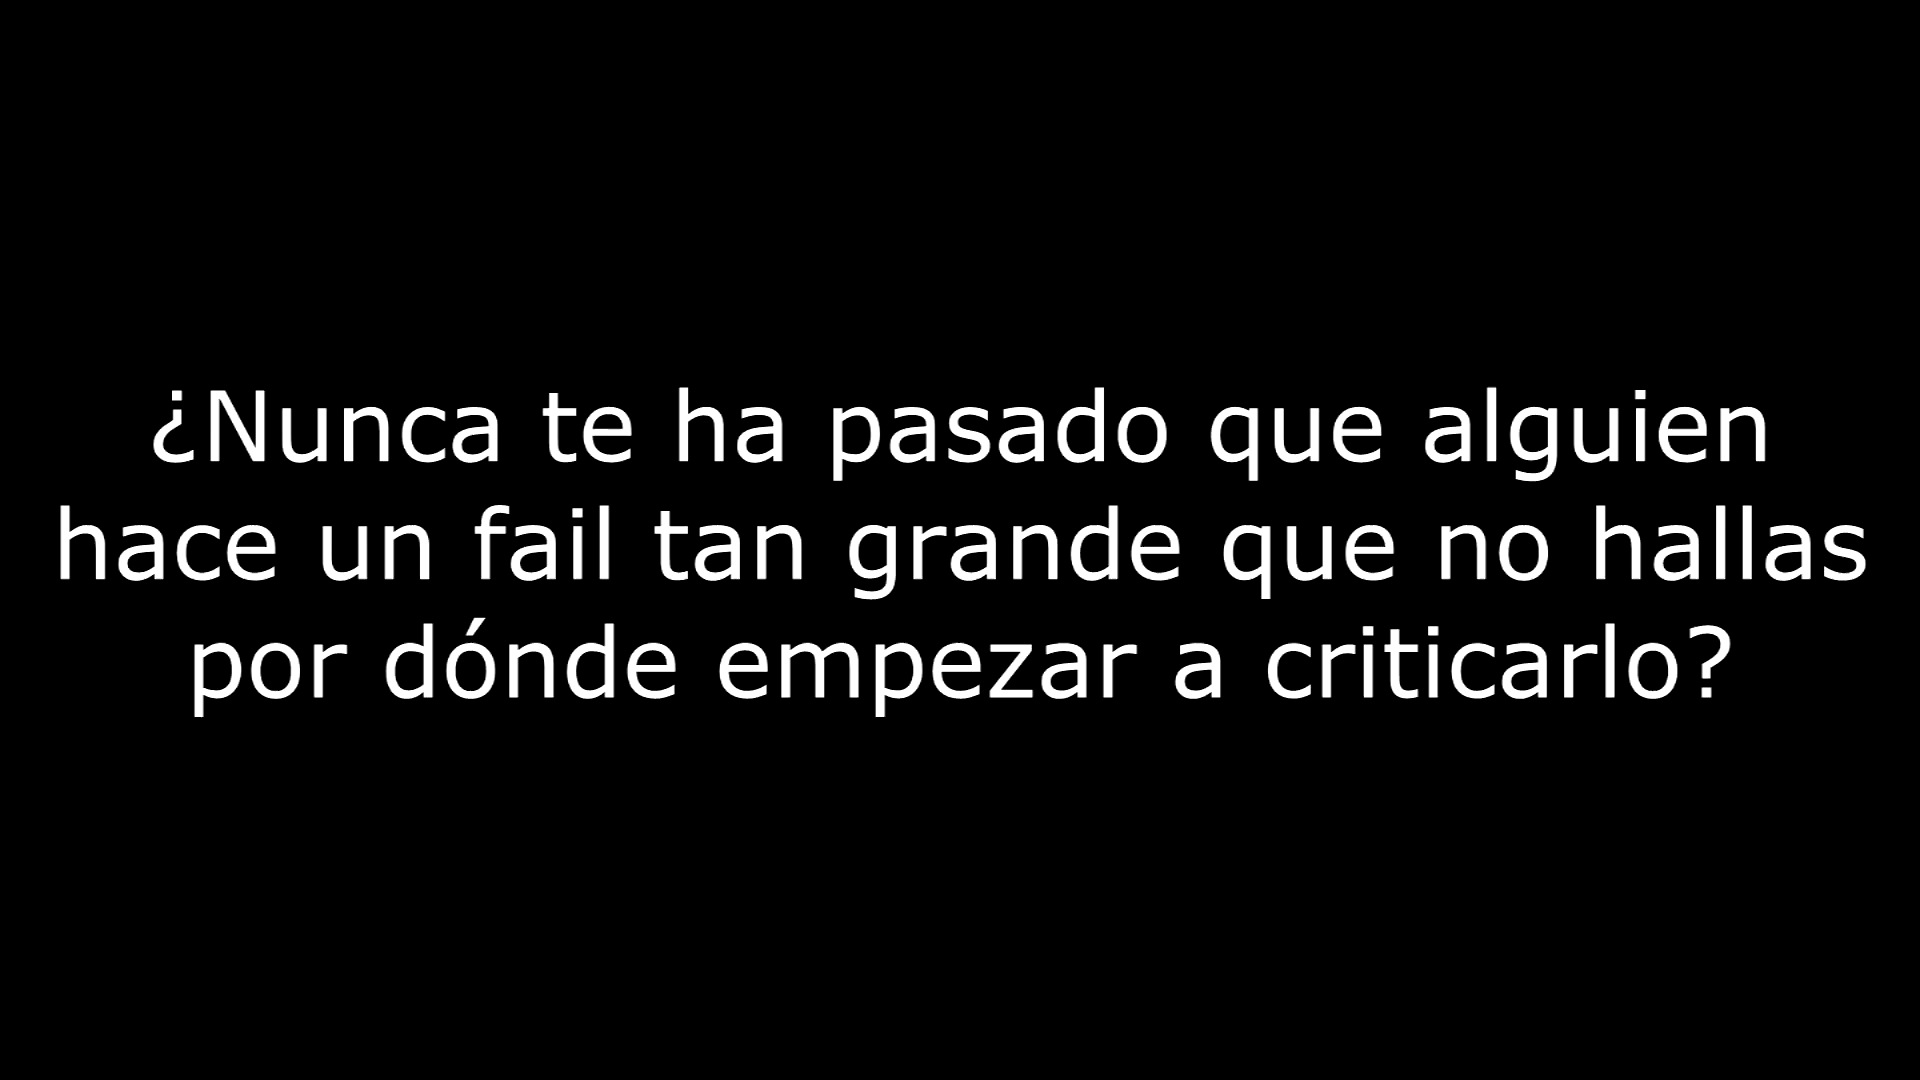 ¿Nunca te ha pasado que alguien
hace un fail tan grande que no hallas
por dónde empezar a criticarlo?